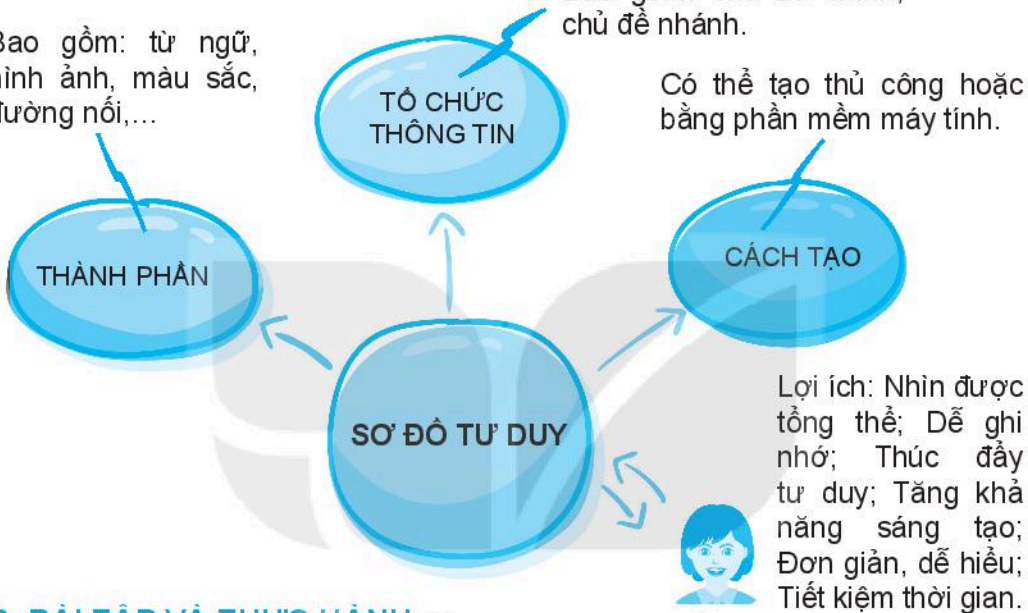 chủ đề nhánh.
gồm: từ ngữ,
ảnh, màu sắc,
nối,...
TỔ CHỨC
THÔNG TIN
Có thể tạo thủ công hoặc
bằng phần mềm máy tính.
THÀNH PHẦN
CÁCH TẠO
SƠ ĐỒ TƯ DUY
Lợi ích: Nhìn được
tổng thể; Dễ ghi
nhớ; Thúc đẩy
tư duy; Tăng khả
năng sáng tạo;
Đơn giản, dễ hiểu;
Tiết kiệm thời gian.